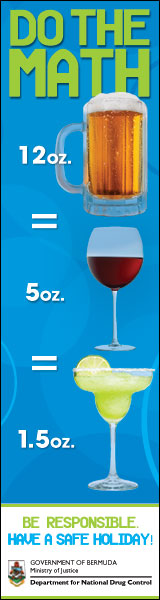 DO THE
MATH
12oz.
=
5oz.
=
1.5oz.
BE RESPONSIBLE.
HAVE A SAFE HOLIDAY!
GOVERNMENT OF BERMUDA
Ministry of Justice
Department for National Drug Control